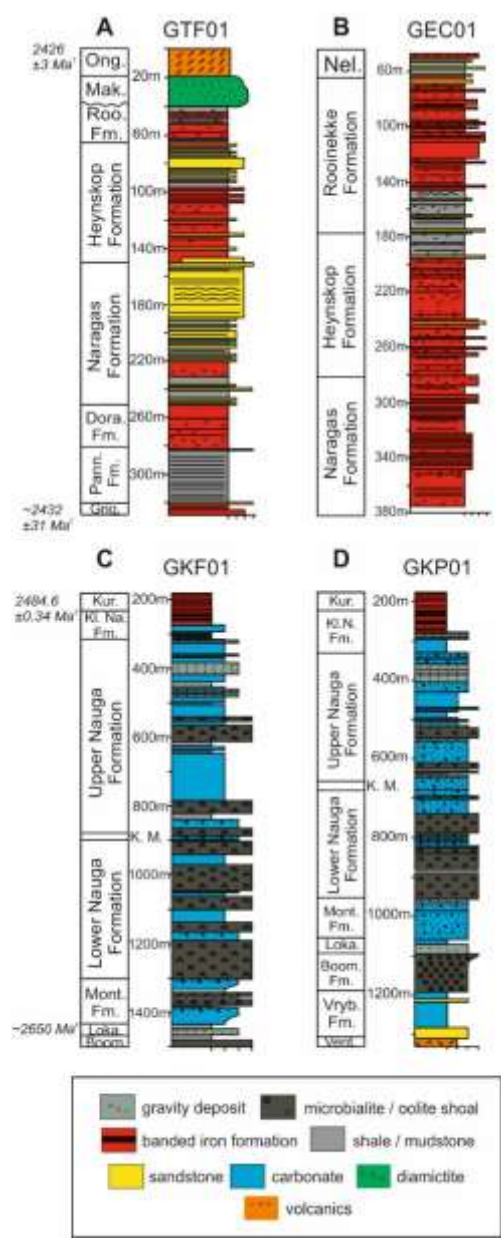 A
GTF01
2426
±3 Ma
Ong.
20m
Mak.
Roo.
Fm.
60m
Heynskop
Formation
100m
140m
Naragas
Formation
180m
220m
Dora.
Fm.
260m
Pann.
Fm.
300m
~2432
±31 Ma
Griq.
B
GEC01
Nel.
60m
Rooinekke
Formation
100m
140m
180m
Heynskop
Formation
220m
260m
Naragas
Formation
300m
340m
380m
C
GKF01
2484.6
±0.34 Ma
Kur.
200m
Kl. Na.
Fm.
Upper Nauga
Formation
400m
600m
800m
K. M.
Lower Nauga
Formation
1000m
1200m
Mont.
Fm.
1400m
~2650 Ma
Loka.
Boom.
D
GKP01
Kur.
200m
Kl.N.
Fm.
Upper Nauga
Formation
400m
600m
K. M.
Lower Nauga
Formation
800m
Mont.
Fm.
1000m
Loka.
Boom.
Fm.
1200m
Vryb.
Fm.
Vent.
gravity deposit
microbialite / oolite shoal
banded iron formation
shale / mudstone
sandstone
carbonate
diamictite
volcanics